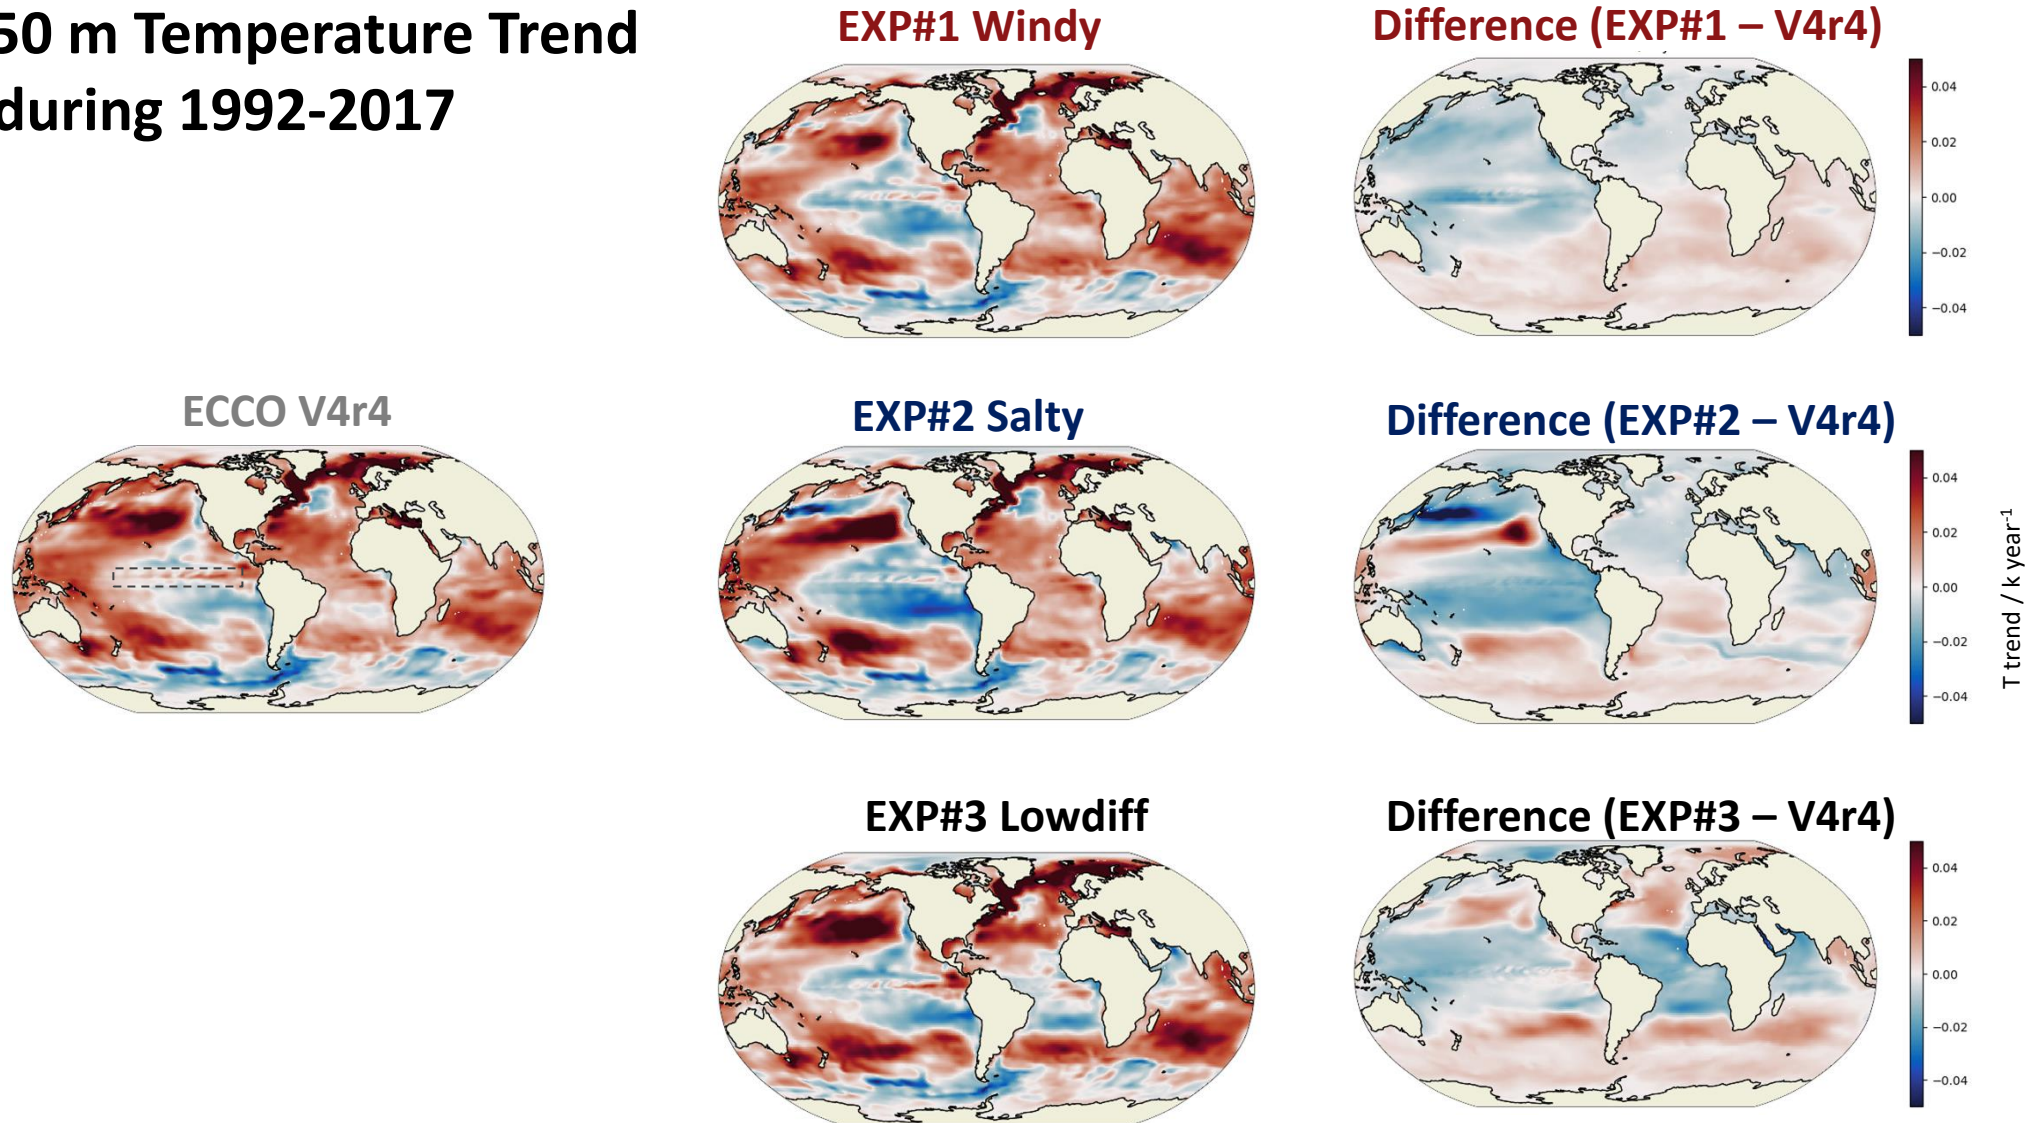 50 m Temperature Trend
during 1992-2017
EXP#1 Windy
Difference (EXP#1 – V4r4)
0.04
0.02
0.00
−0.02
−0.04
ECCO V4r4
EXP#2 Salty
Difference (EXP#2 – V4r4)
0.04
0.02
0.00
−0.02
−0.04
T trend / k year-1
EXP#3 Lowdiff
Difference (EXP#3 – V4r4)
0.04
0.02
0.00
−0.02
−0.04